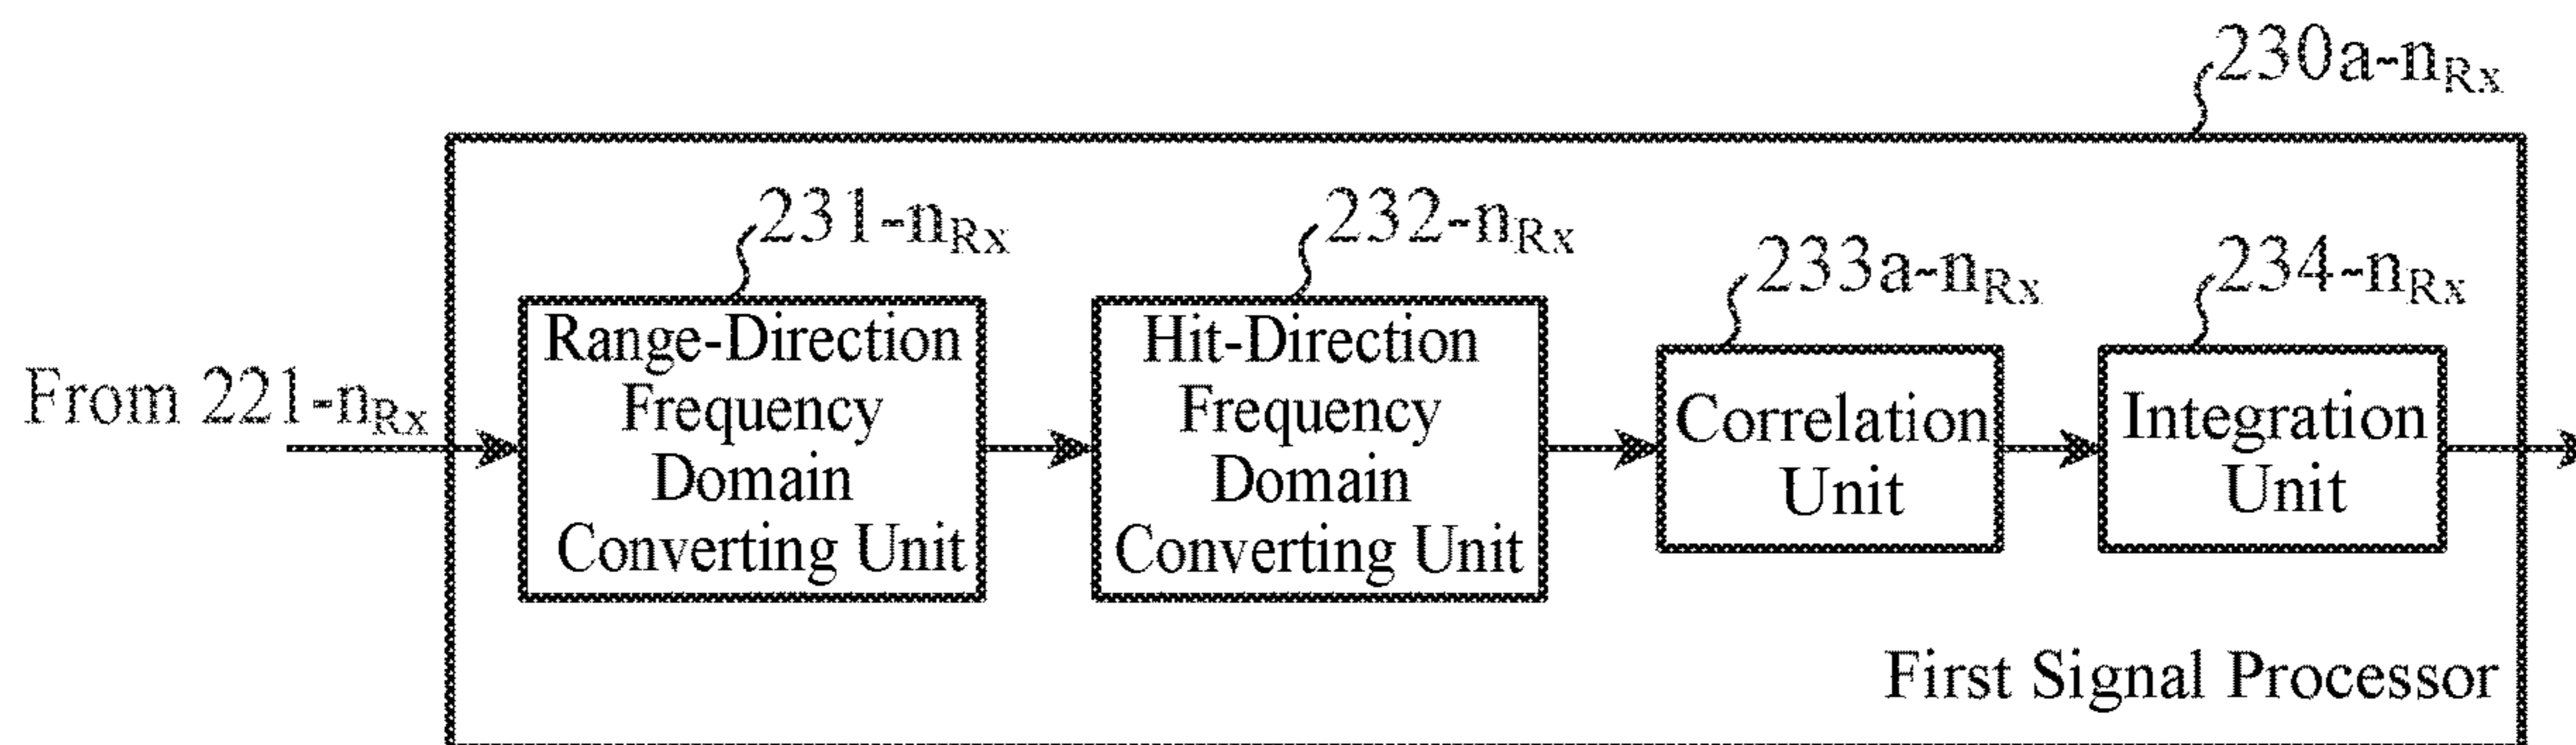 230a-nRx
231-nRx
232-nRx
233a-nRx
234-nRx
From 221-nRx
Range-Direction
Frequency
Domain
Converting Unit
Hit-Direction
Frequency
Domain
Converting Unit
Correlation
Unit
Integration
Unit
First Signal Processor